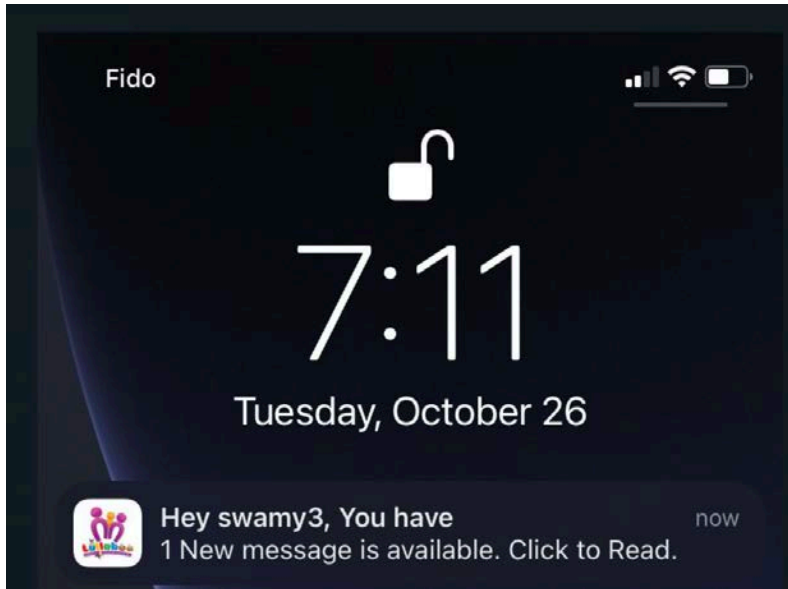 Fido
7:11
Tuesday, October 26
Hey swamy3, You have
now
1 New message is available. Click to Read.
Lullaboo